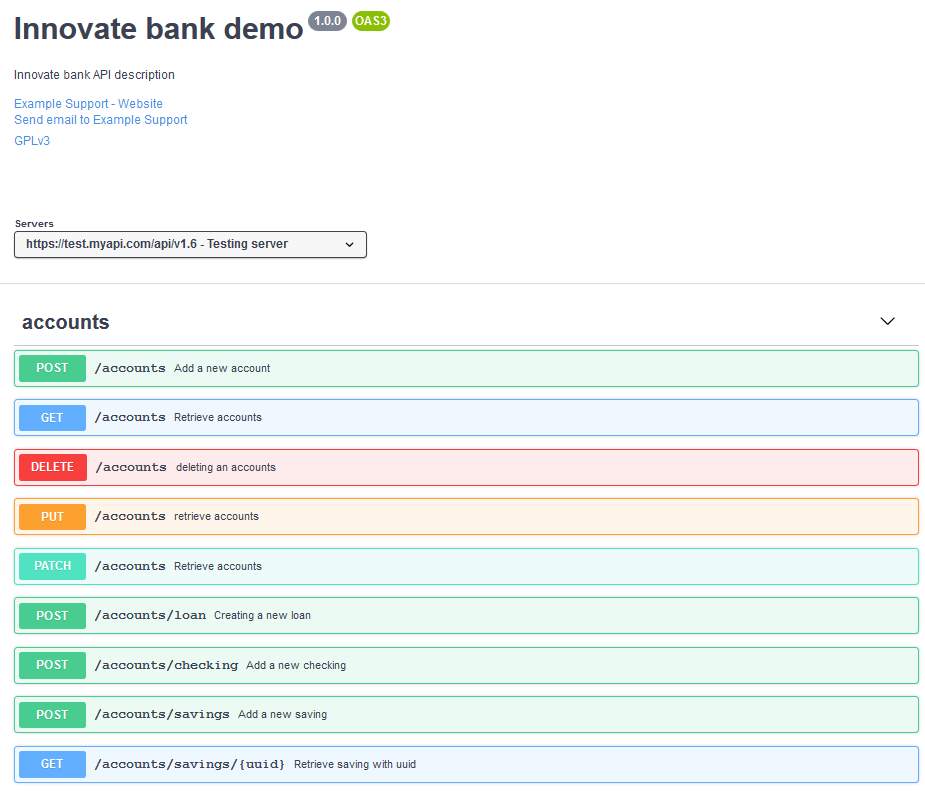 Innovate bank demo 1.0.0 OAS3
Innovate bank API description
Example Support - Website
Send email to Example Support
GPLv3
Servers
https://test.myapi.com/api/v1.6 - Testing server
accounts
POST /accounts Add a new account
GET /accounts Retrieve accounts
DELETE /accounts deleting an accounts
PUT /accounts retrieve accounts
PATCH /accounts Retrieve accounts
POST /accounts/loan Creating a new loan
POST /accounts/checking Add a new checking
POST /accounts/savings Add a new saving
GET /accounts/savings/{uuid} Retrieve saving with uuid